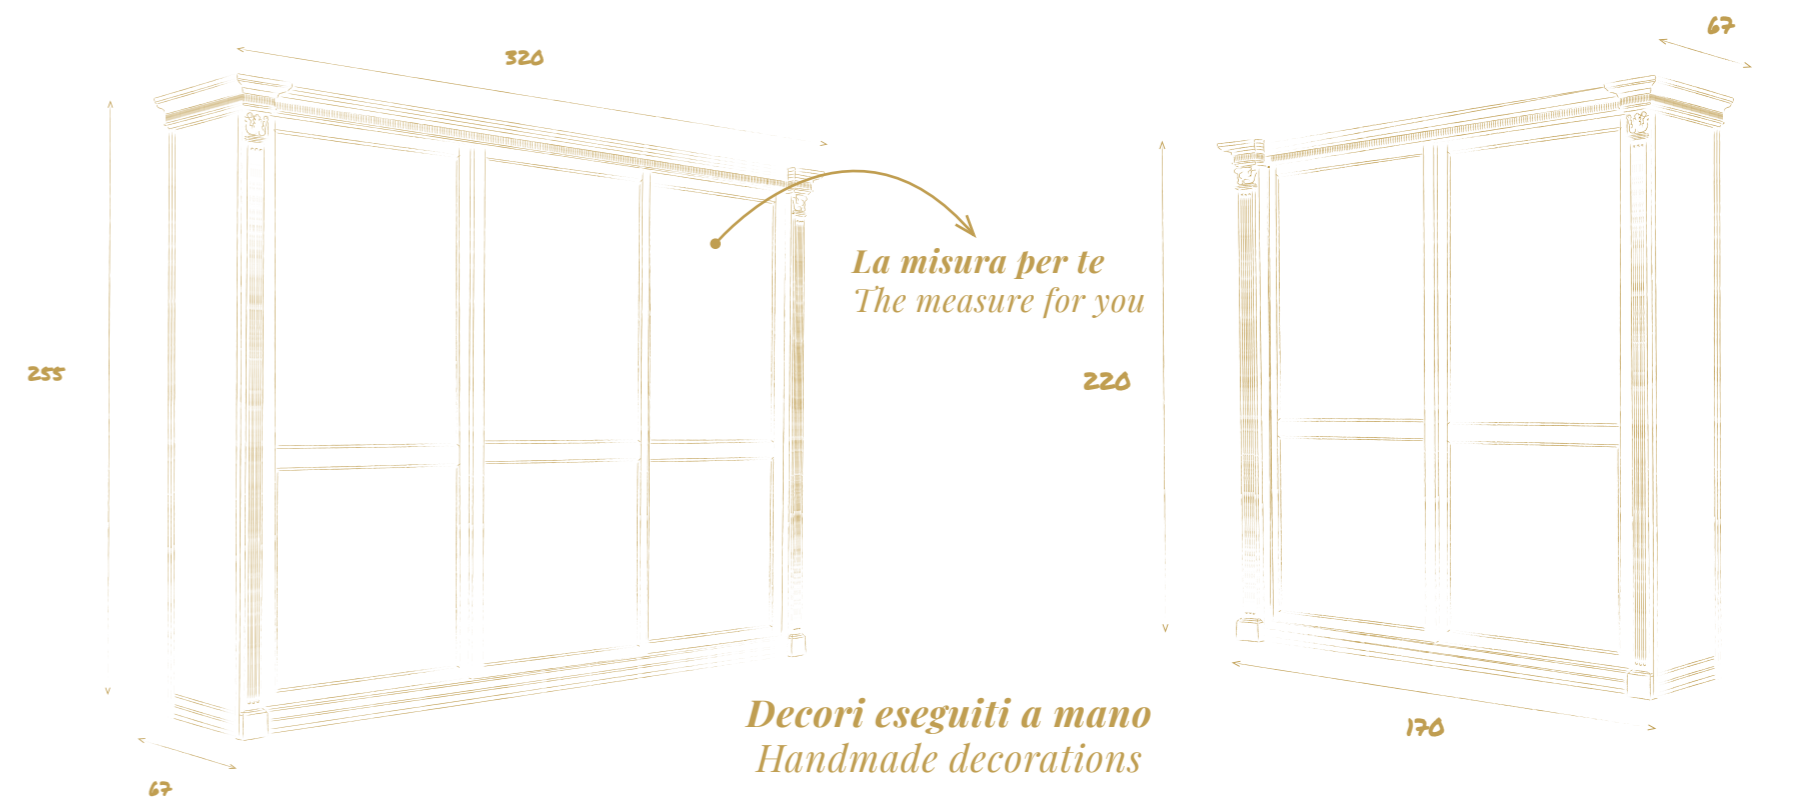 320
67
255
La misura per te
The measure for you
220
Decori eseguiti a mano
Handmade decorations
170
67